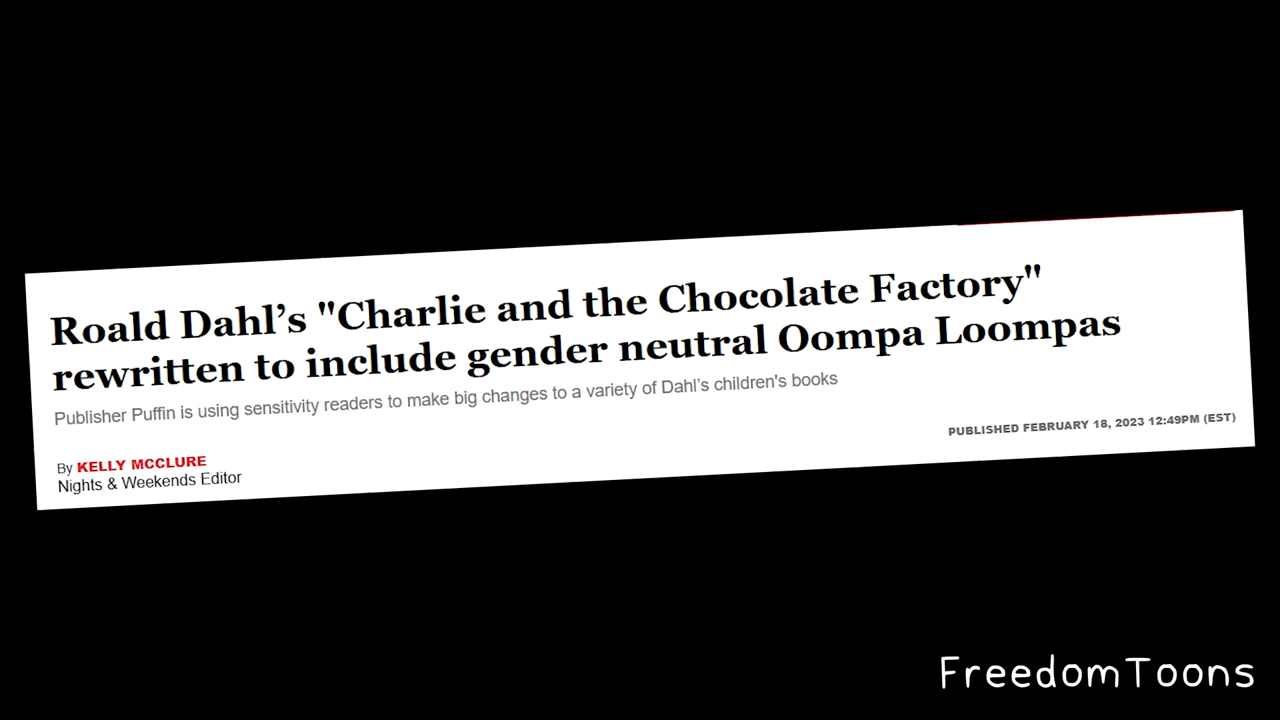 Roald Dahl’s "Charlie and the Chocolate Factory"
rewritten to include gender neutral Oompa Loompas
Publisher Puffin is using sensitivity readers to make big changes to a variety of Dahl’s children's books
By KELLY MCCLURE
Nights & Weekends Editor
PUBLISHED FEBRUARY 18, 2023 12:49PM (EST)
FreedomToons